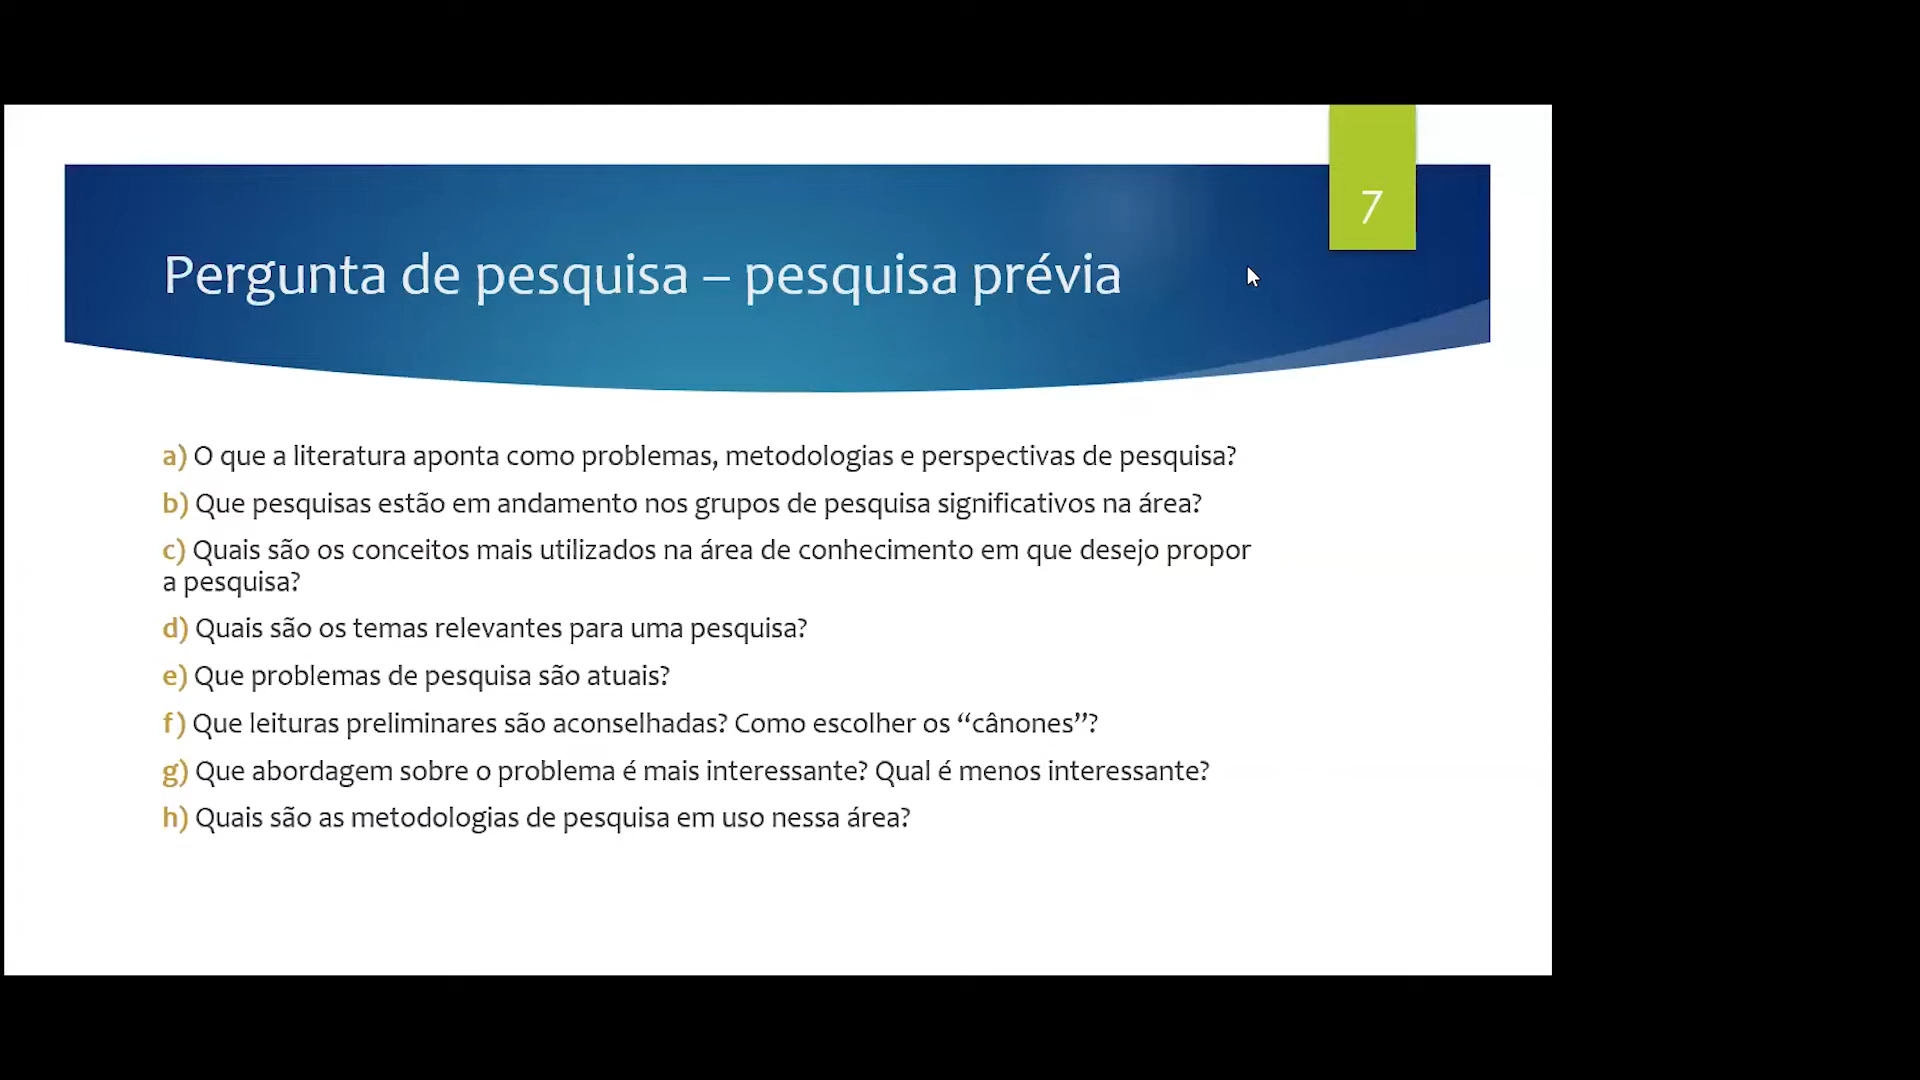 7
Pergunta de pesquisa – pesquisa prévia
a) O que a literatura aponta como problemas, metodologias e perspectivas de pesquisa?
b) Que pesquisas estão em andamento nos grupos de pesquisa significativos na área?
c) Quais são os conceitos mais utilizados na área de conhecimento em que desejo propor
a pesquisa?
d) Quais são os temas relevantes para uma pesquisa?
e) Que problemas de pesquisa são atuais?
f) Que leituras preliminares são aconselhadas? Como escolher os “cânones”?
g) Que abordagem sobre o problema é mais interessante? Qual é menos interessante?
h) Quais são as metodologias de pesquisa em uso nessa área?